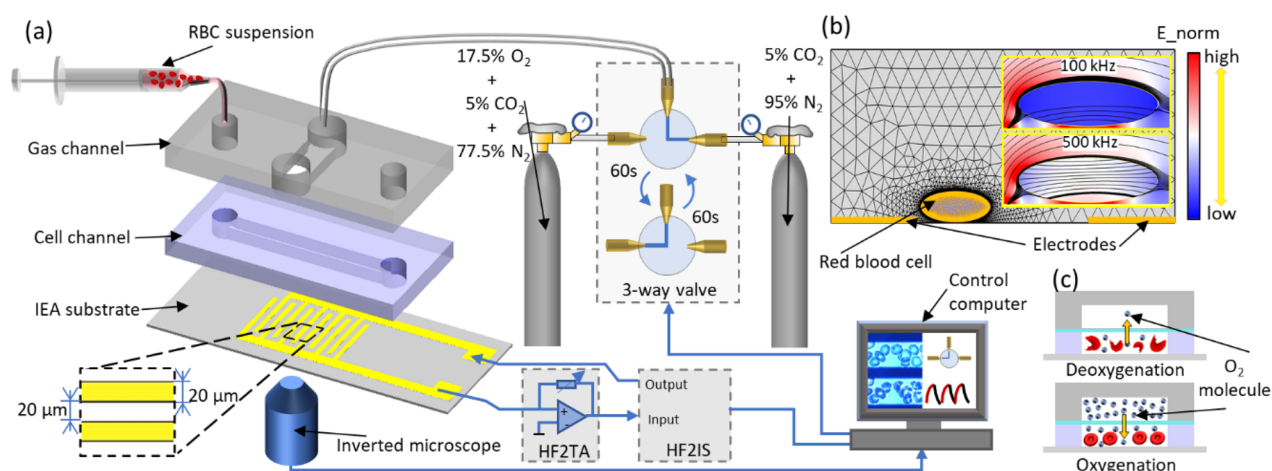 (a)
RBC suspension
Gas channel
Cell channel
IEA substrate
20 µm
20 µm
Inverted microscope
17.5% O₂
+
5% CO₂
+
77.5% N₂
60s
60s
3-way valve
5% CO₂
+
95% N₂
HF2TA
Output
Input
HF2IS
Control
computer
(b)
100 kHz
500 kHz
E_norm
high
low
Red blood cell
Electrodes
(c)
Deoxygenation
O₂
molecule
Oxygenation